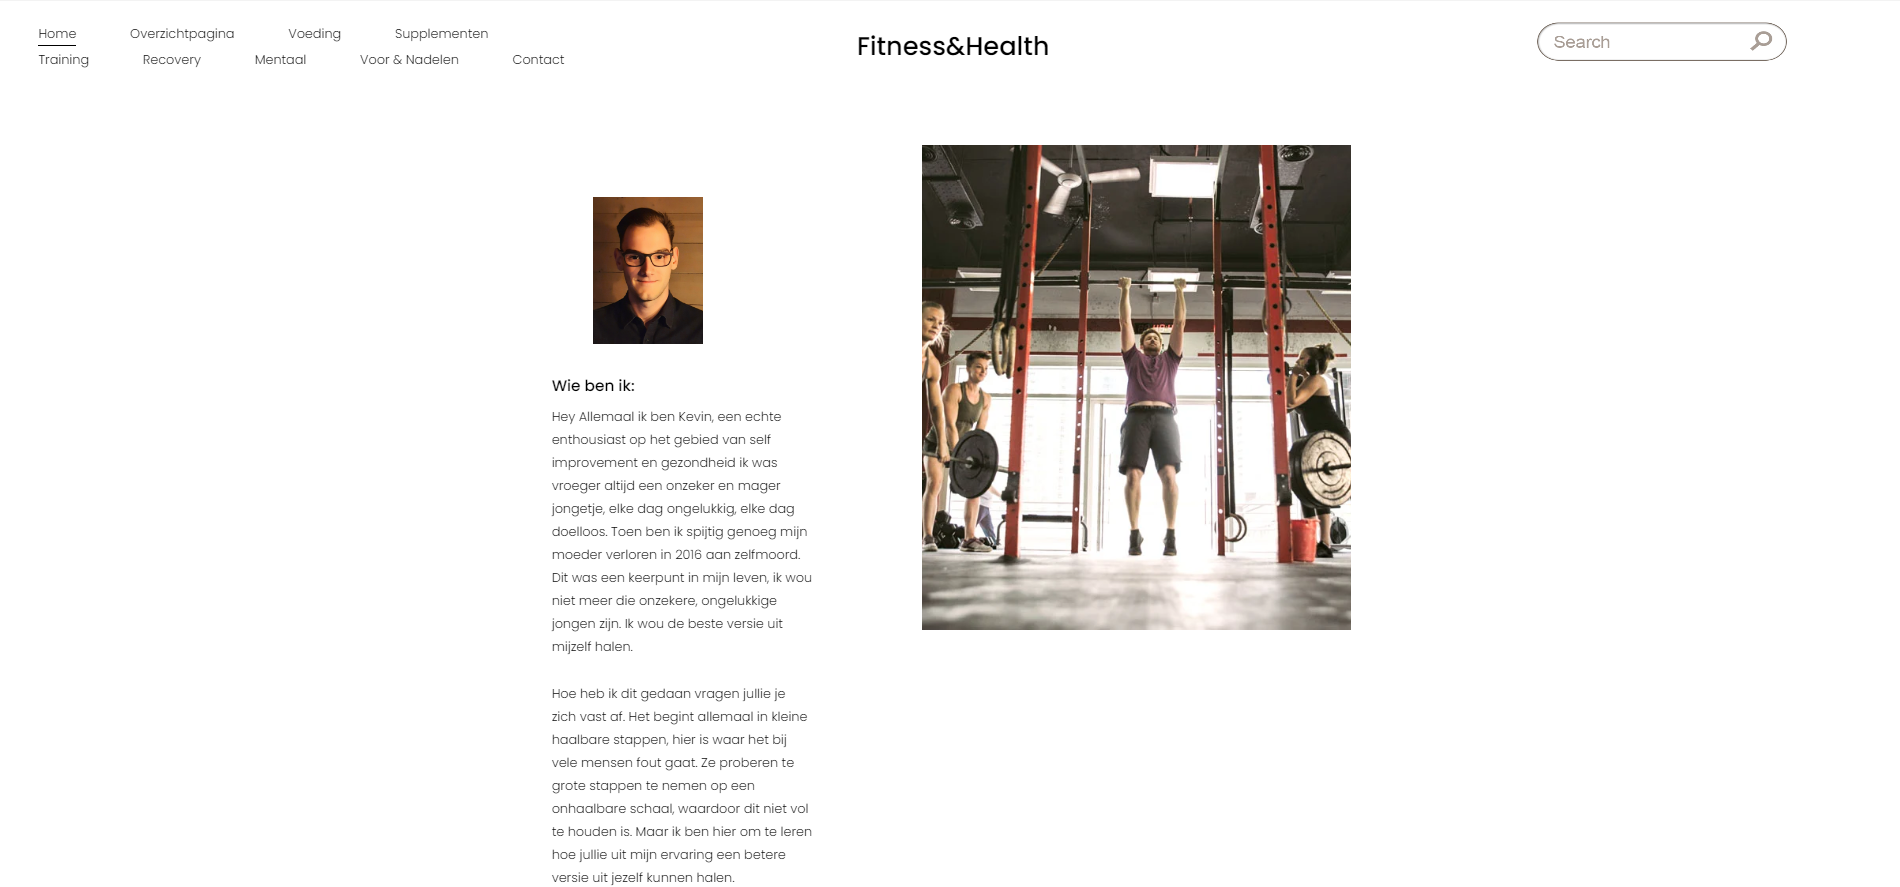 Home Overzichtpagina Voeding Supplementen
Training Recovery Mentaal Voor & Nadelen Contact
Fitness&Health
Search
Wie ben ik:
Hey Allemaal ik ben Kevin, een echte
enthousiast op het gebied van self
improvement en gezondheid ik was
vroeger altijd een onzeker en mager
jongetje, elke dag ongelukkig, elke dag
doelloos. Toen ben ik spijtig genoeg mijn
moeder verloren in 2016 aan zelfmoord.
Dit was een keerpunt in mijn leven, ik wou
niet meer die onzekere, ongelukkige
jongen zijn. Ik wou de beste versie uit
mijzelf halen.
Hoe heb ik dit gedaan vragen jullie je
zich vast af. Het begint allemaal in kleine
haalbare stappen, hier is waar het bij
vele mensen fout gaat. Ze proberen te
grote stappen te nemen op een
onhaalbare schaal, waardoor dit niet vol
te houden is. Maar ik ben hier om te leren
hoe jullie uit mijn ervaring een betere
versie uit jezelf kunnen halen.